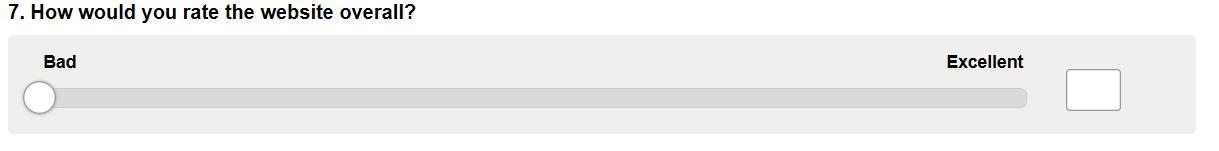 7. How would you rate the website overall?
Bad Excellent